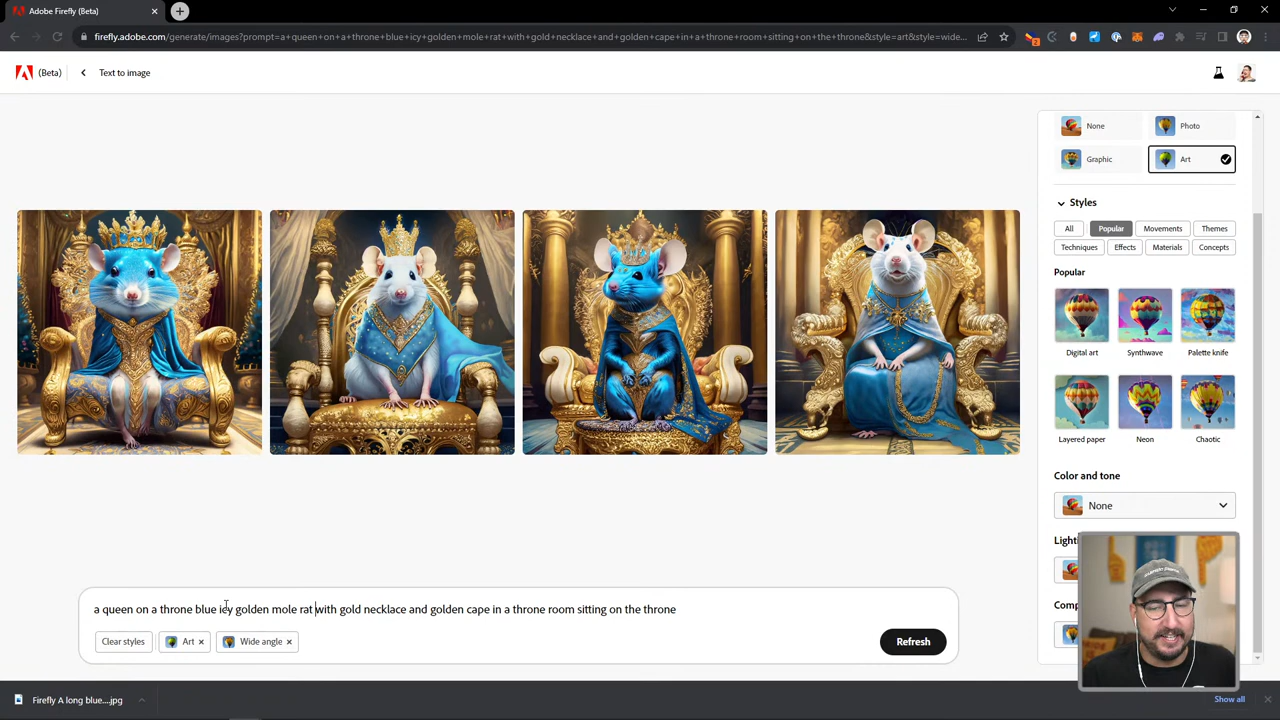 Adobe Firefly (Beta)
firefly.adobe.com/generate/images?prompt=a+queen+on+a+throne+blue+icy+golden+mole+rat+with+gold+necklace+and+golden+cape+in+a+throne+room+sitting+on+the+throne&style=art&style=wide...
(Beta) Text to image
None Photo
Graphic Art
Styles
All Popular Movements Themes
Techniques Effects Materials Concepts
Popular
Digital art Synthwave Palette knife
Layered paper Neon Chaotic
Color and tone
None
a queen on a throne blue icy golden mole rat with gold necklace and golden cape in a throne room sitting on the throne
Clear styles Art Wide angle Refresh
Firefly A long blue....jpg Show all